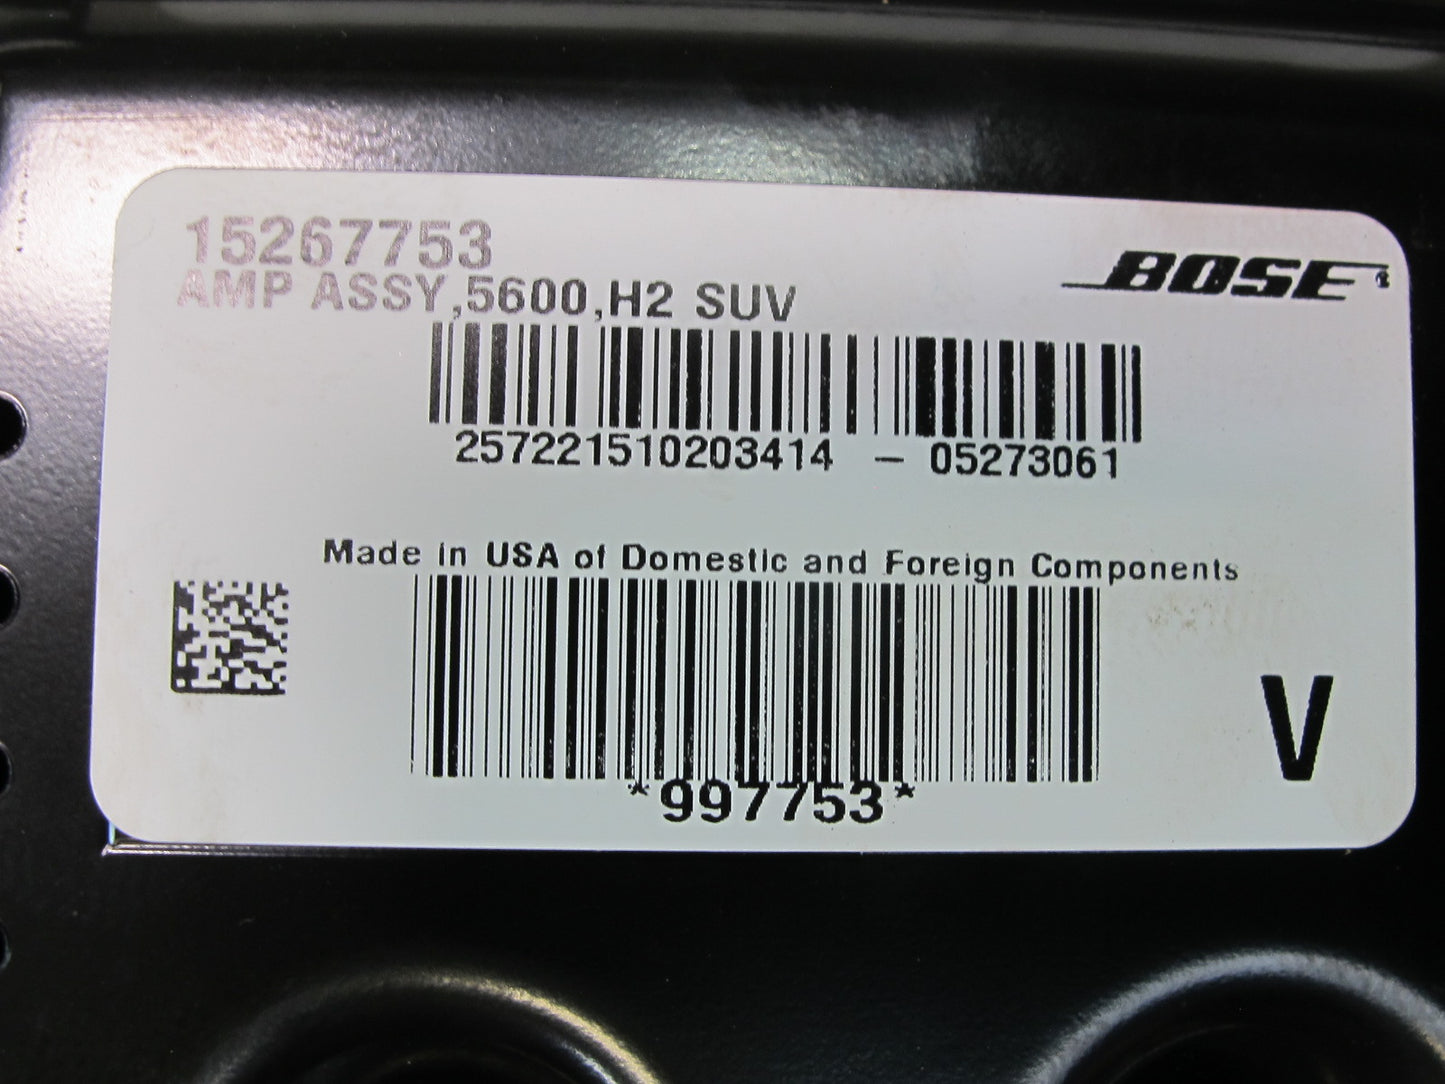 15267753
BOSE
AMP ASSY,5600,H2 SUV
257221510203414 - 05273061
Made in USA of Domestic and Foreign Components
V
*997753*